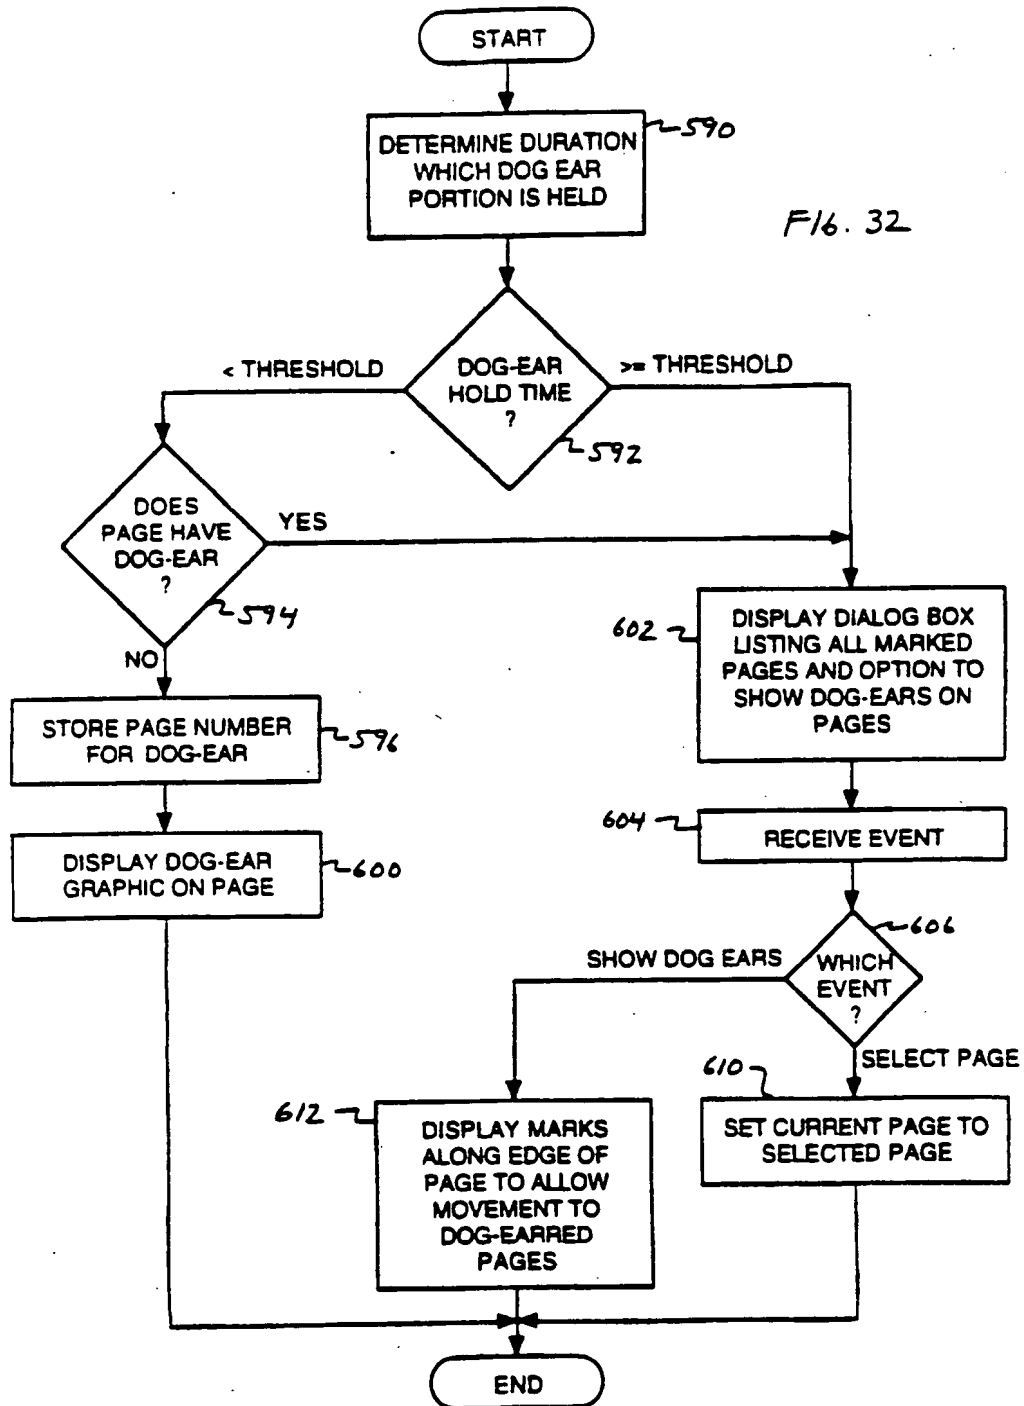 START
DETERMINE DURATION
WHICH DOG EAR
PORTION IS HELD
590
FIG. 32
DOG-EAR
HOLD TIME
?
592
< THRESHOLD
>= THRESHOLD
DOES
PAGE HAVE
DOG-EAR
?
594
YES
NO
STORE PAGE NUMBER
FOR DOG-EAR
596
DISPLAY DOG-EAR
GRAPHIC ON PAGE
600
602
DISPLAY DIALOG BOX
LISTING ALL MARKED
PAGES AND OPTION TO
SHOW DOG-EARS ON
PAGES
604
RECEIVE EVENT
606
WHICH
EVENT
?
SHOW DOG EARS
SELECT PAGE
610
SET CURRENT PAGE TO
SELECTED PAGE
612
DISPLAY MARKS
ALONG EDGE OF
PAGE TO ALLOW
MOVEMENT TO
DOG-EARRED
PAGES
END